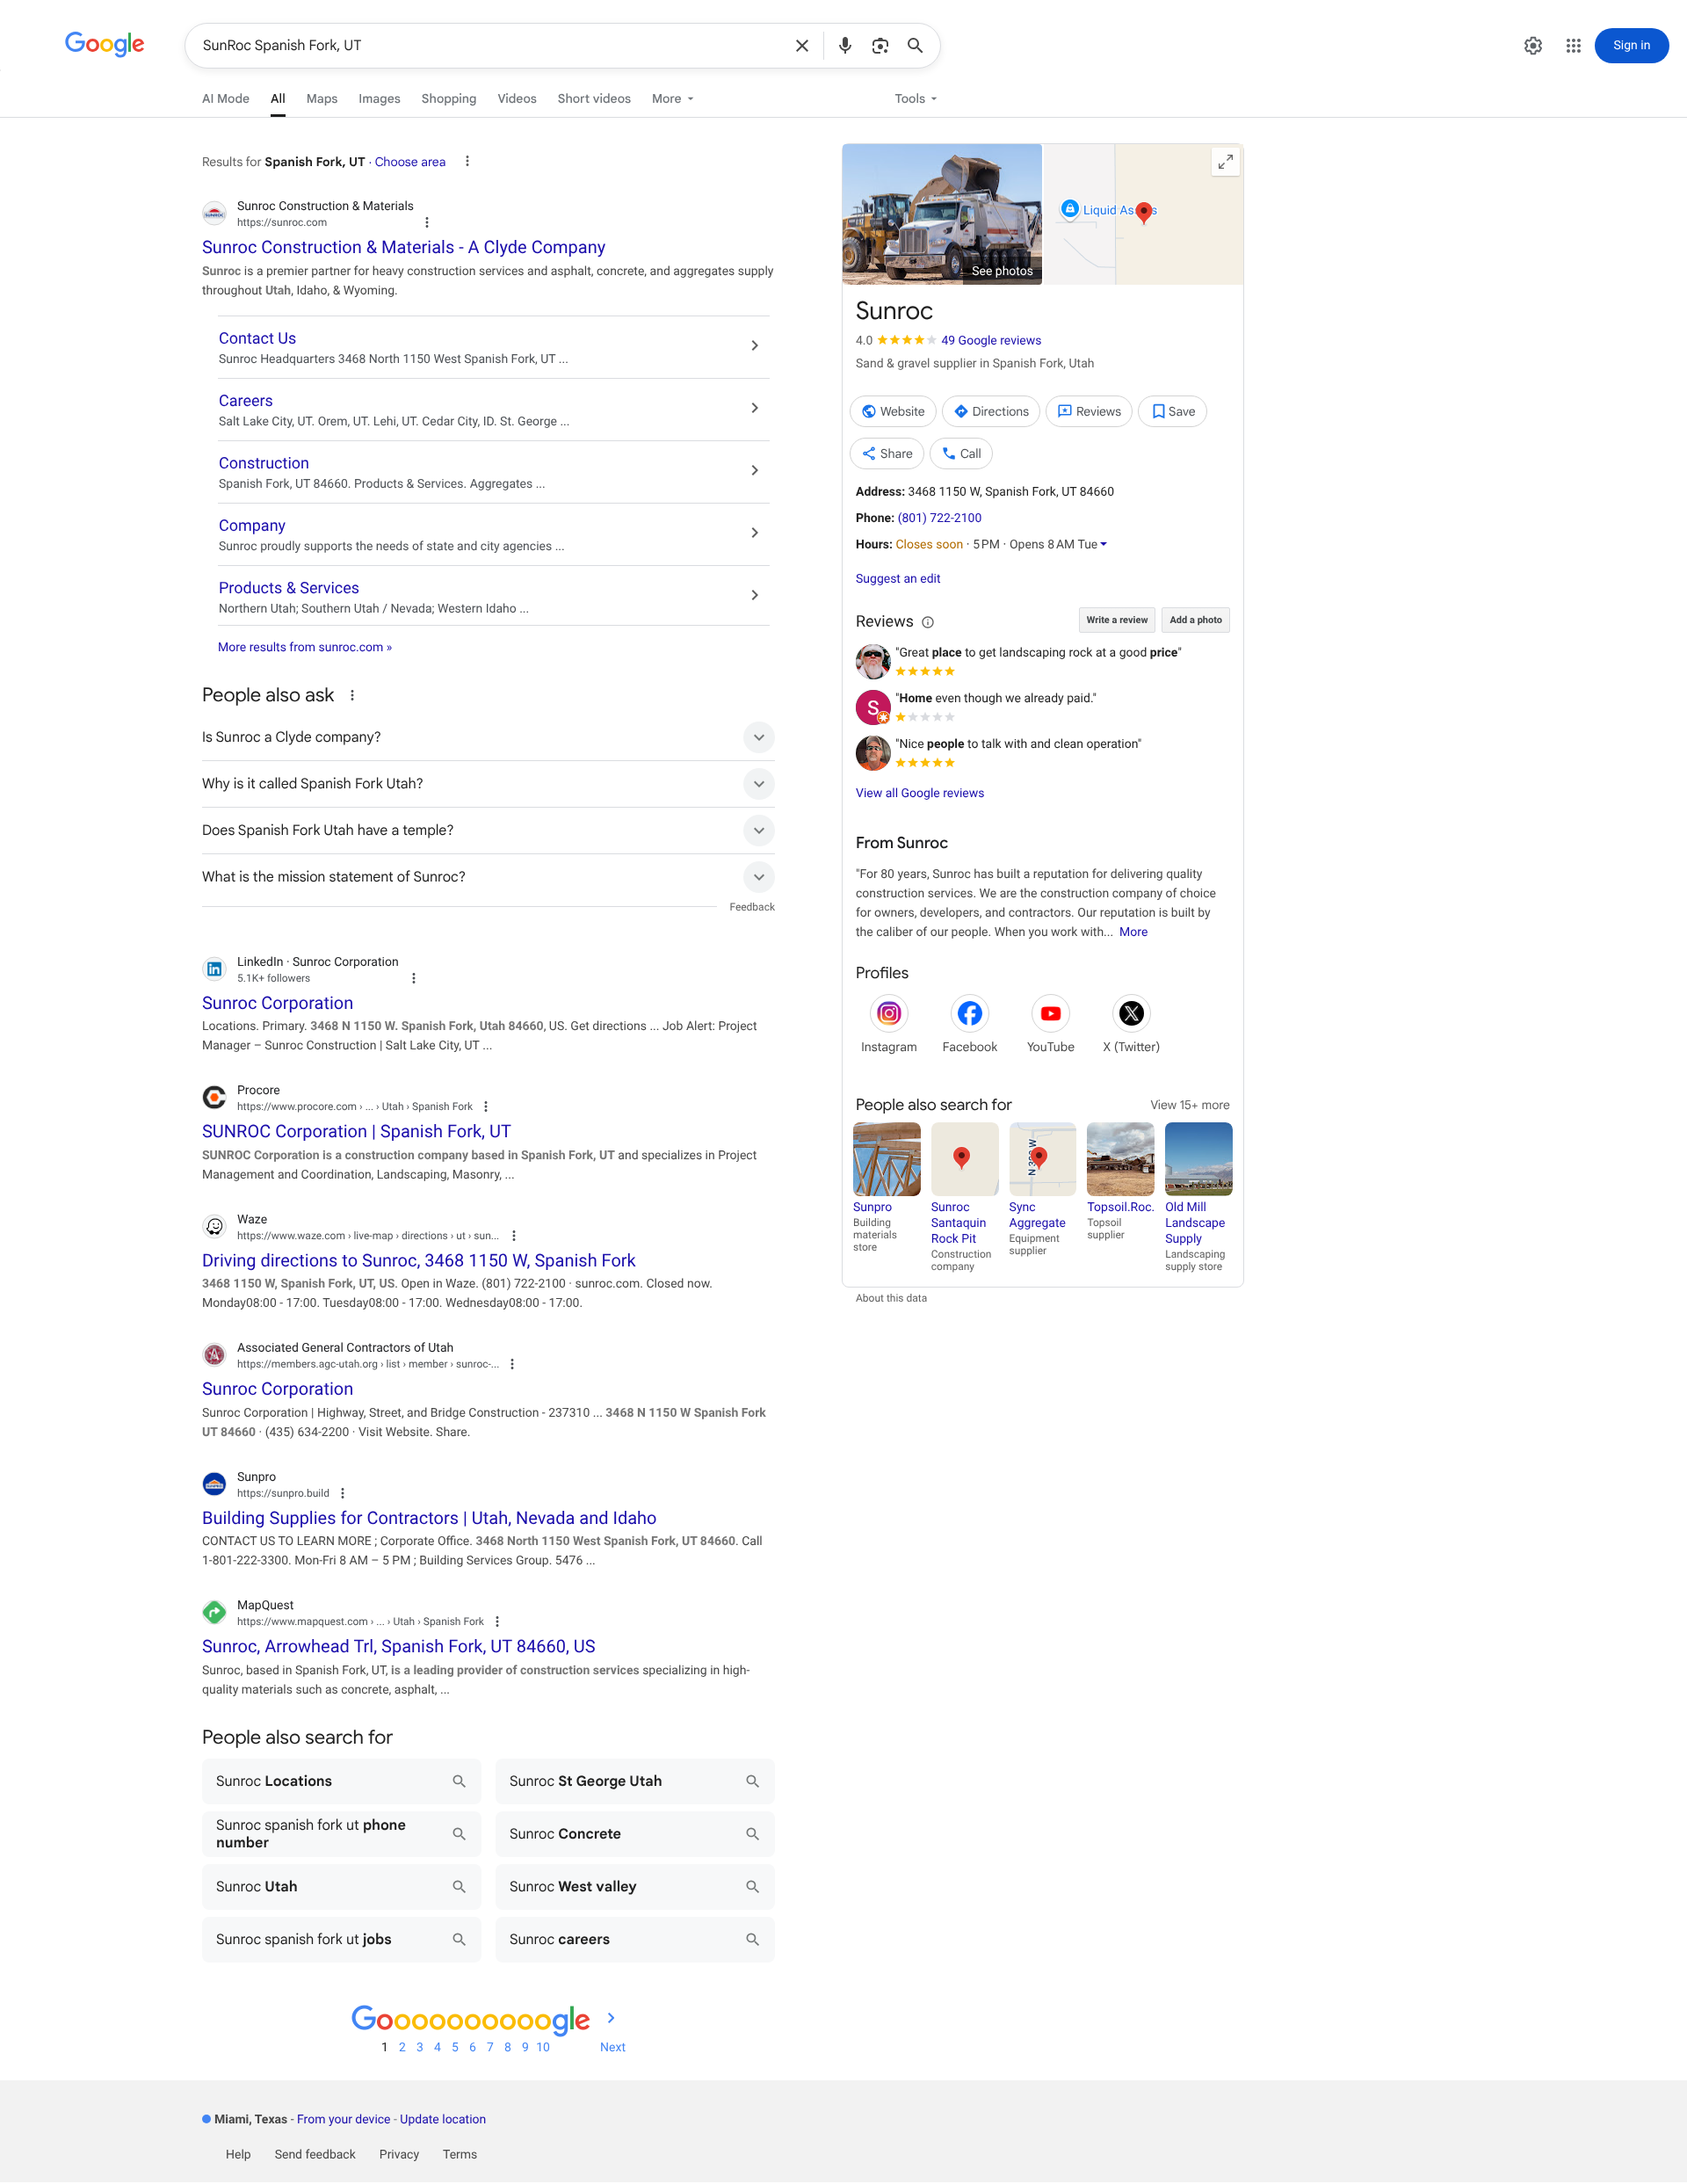 Google
SunRoc Spanish Fork, UT
Sign in
AI Mode
All
Maps
Images
Shopping
Videos
Short videos
More
Tools
Results for Spanish Fork, UT · Choose area
SUNROC
Sunroc Construction & Materials
https://sunroc.com
Sunroc Construction & Materials - A Clyde Company
Sunroc is a premier partner for heavy construction services and asphalt, concrete, and aggregates supply
throughout Utah, Idaho, & Wyoming.
Contact Us
Sunroc Headquarters 3468 North 1150 West Spanish Fork, UT ...
Careers
Salt Lake City, UT. Orem, UT. Lehi, UT. Cedar City, ID. St. George ...
Construction
Spanish Fork, UT 84660. Products & Services. Aggregates ...
Company
Sunroc proudly supports the needs of state and city agencies ...
Products & Services
Northern Utah; Southern Utah / Nevada; Western Idaho ...
More results from sunroc.com »
People also ask
Is Sunroc a Clyde company?
Why is it called Spanish Fork Utah?
Does Spanish Fork Utah have a temple?
What is the mission statement of Sunroc?
Feedback
LinkedIn · Sunroc Corporation
5.1K+ followers
Sunroc Corporation
Locations. Primary. 3468 N 1150 W. Spanish Fork, Utah 84660, US. Get directions ... Job Alert: Project
Manager – Sunroc Construction | Salt Lake City, UT ...
Procore
https://www.procore.com › ... › Utah › Spanish Fork
SUNROC Corporation | Spanish Fork, UT
SUNROC Corporation is a construction company based in Spanish Fork, UT and specializes in Project
Management and Coordination, Landscaping, Masonry, ...
Waze
https://www.waze.com › live-map › directions › ut › sun...
Driving directions to Sunroc, 3468 1150 W, Spanish Fork
3468 1150 W, Spanish Fork, UT, US. Open in Waze. (801) 722-2100 · sunroc.com. Closed now.
Monday08:00 - 17:00. Tuesday08:00 - 17:00. Wednesday08:00 - 17:00.
Associated General Contractors of Utah
https://members.agc-utah.org › list › member › sunroc-...
Sunroc Corporation
Sunroc Corporation | Highway, Street, and Bridge Construction - 237310 ... 3468 N 1150 W Spanish Fork
UT 84660 · (435) 634-2200 · Visit Website. Share.
Sunpro
https://sunpro.build
Building Supplies for Contractors | Utah, Nevada and Idaho
CONTACT US TO LEARN MORE ; Corporate Office. 3468 North 1150 West Spanish Fork, UT 84660. Call
1-801-222-3300. Mon-Fri 8 AM – 5 PM ; Building Services Group. 5476 ...
MapQuest
https://www.mapquest.com › ... › Utah › Spanish Fork
Sunroc, Arrowhead Trl, Spanish Fork, UT 84660, US
Sunroc, based in Spanish Fork, UT, is a leading provider of construction services specializing in high-
quality materials such as concrete, asphalt, ...
People also search for
Sunroc Locations
Sunroc St George Utah
Sunroc spanish fork ut phone
number
Sunroc Concrete
Sunroc Utah
Sunroc West valley
Sunroc spanish fork ut jobs
Sunroc careers
Goooooooooogle
1 2 3 4 5 6 7 8 9 10 Next
See photos
Liquid As s
Sunroc
4.0 49 Google reviews
Sand & gravel supplier in Spanish Fork, Utah
Website
Directions
Reviews
Save
Share
Call
Address: 3468 1150 W, Spanish Fork, UT 84660
Phone: (801) 722-2100
Hours: Closes soon · 5 PM · Opens 8 AM Tue
Suggest an edit
Reviews
Write a review
Add a photo
"Great place to get landscaping rock at a good price"
S
"Home even though we already paid."
"Nice people to talk with and clean operation"
View all Google reviews
From Sunroc
"For 80 years, Sunroc has built a reputation for delivering quality
construction services. We are the construction company of choice
for owners, developers, and contractors. Our reputation is built by
the caliber of our people. When you work with... More
Profiles
Instagram
Facebook
YouTube
X (Twitter)
People also search for
View 15+ more
N 300 W
Sunpro
Building
materials
store
Sunroc
Santaquin
Rock Pit
Construction
company
Sync
Aggregate
Equipment
supplier
Topsoil.Roc.
Topsoil
supplier
Old Mill
Landscape
Supply
Landscaping
supply store
About this data
Miami, Texas - From your device - Update location
Help
Send feedback
Privacy
Terms